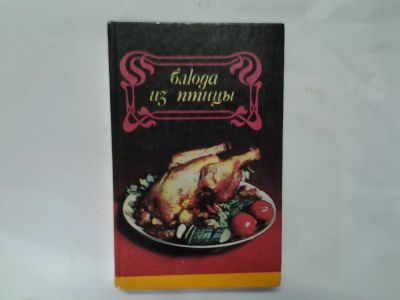 блюда
из птицы